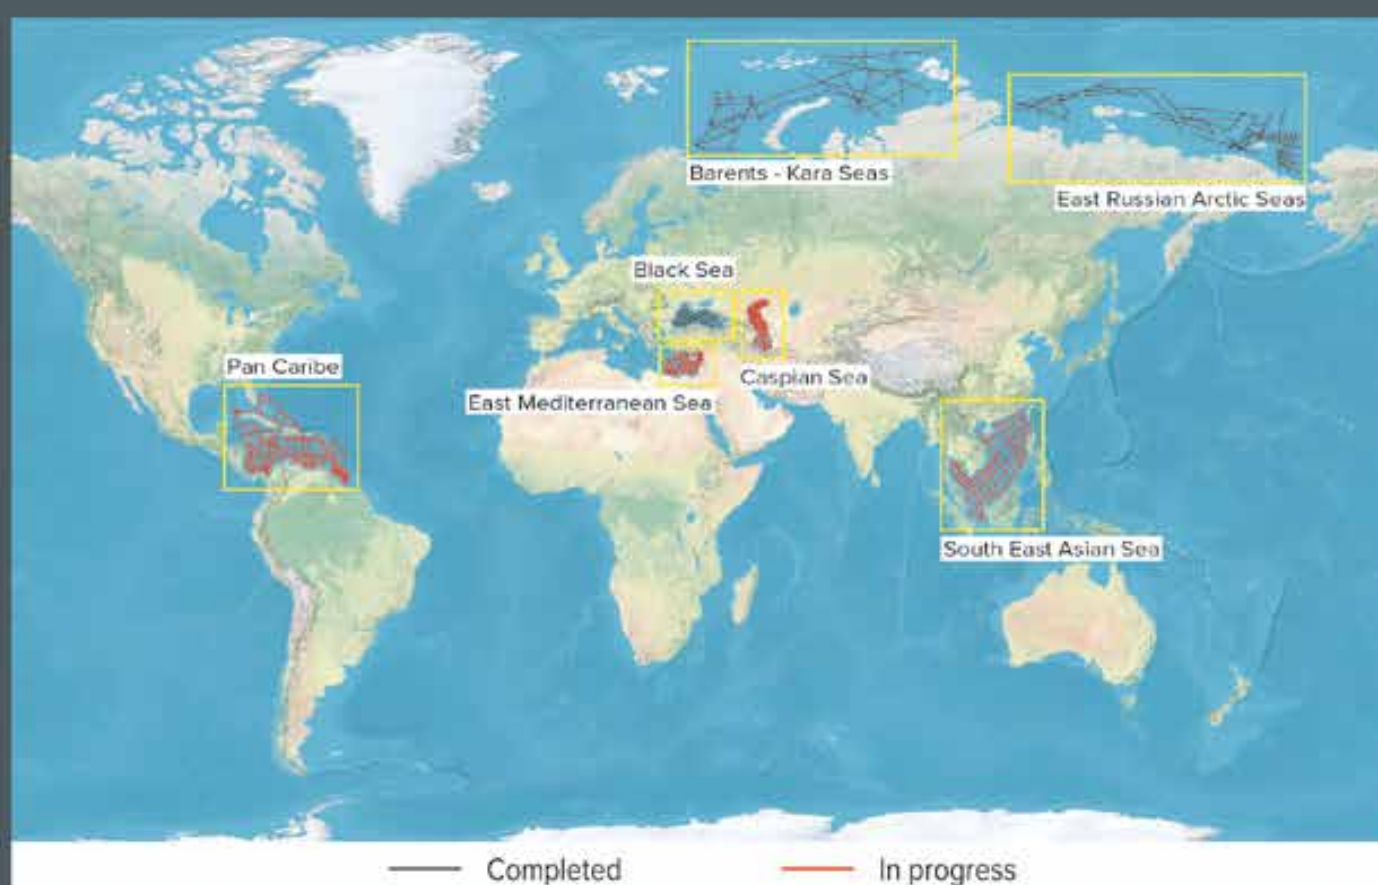 Barents - Kara Seas
East Russian Arctic Seas
Black Sea
Pan Caribe
Caspian Sea
East Mediterranean Sea
South East Asian Sea
Completed
In progress